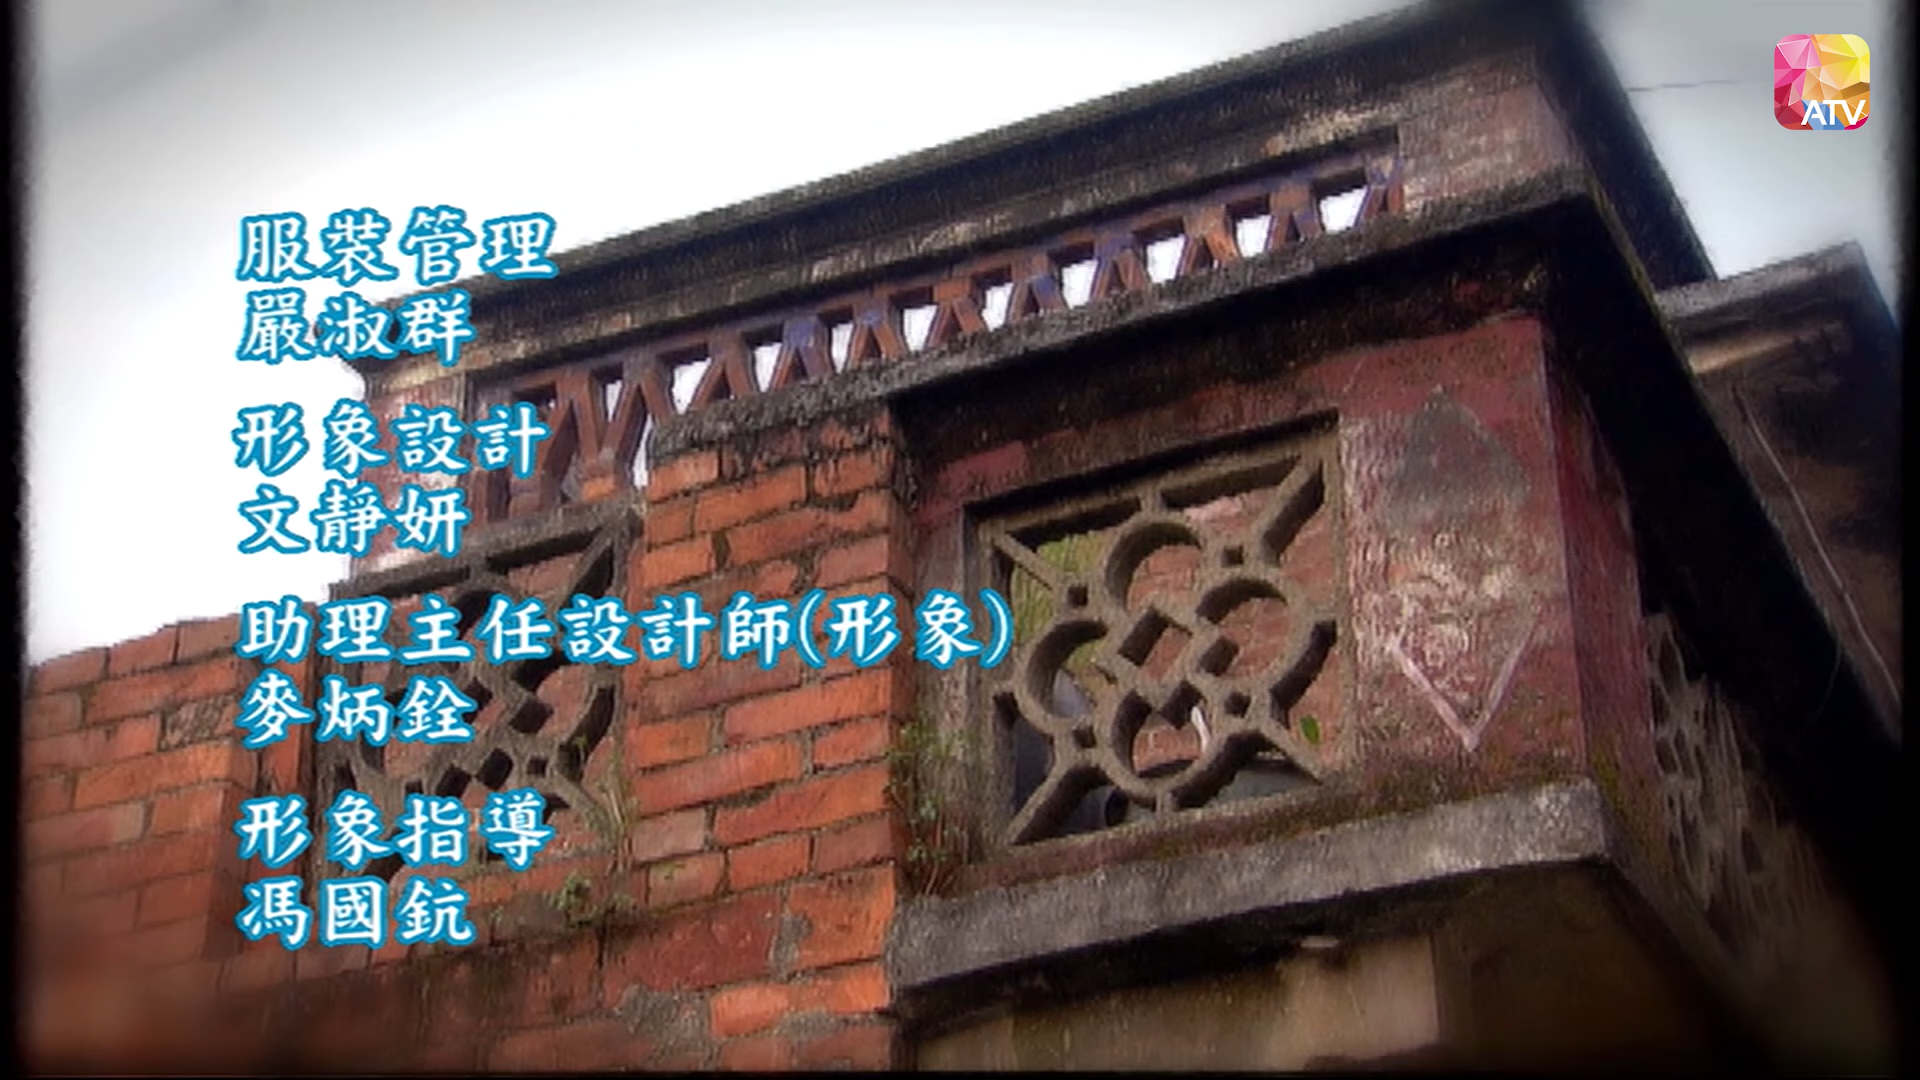 ATV
服裝管理
嚴淑群
形象設計
文靜妍
助理主任設計師(形象)
麥炳銓
形象指導
馮國鈧